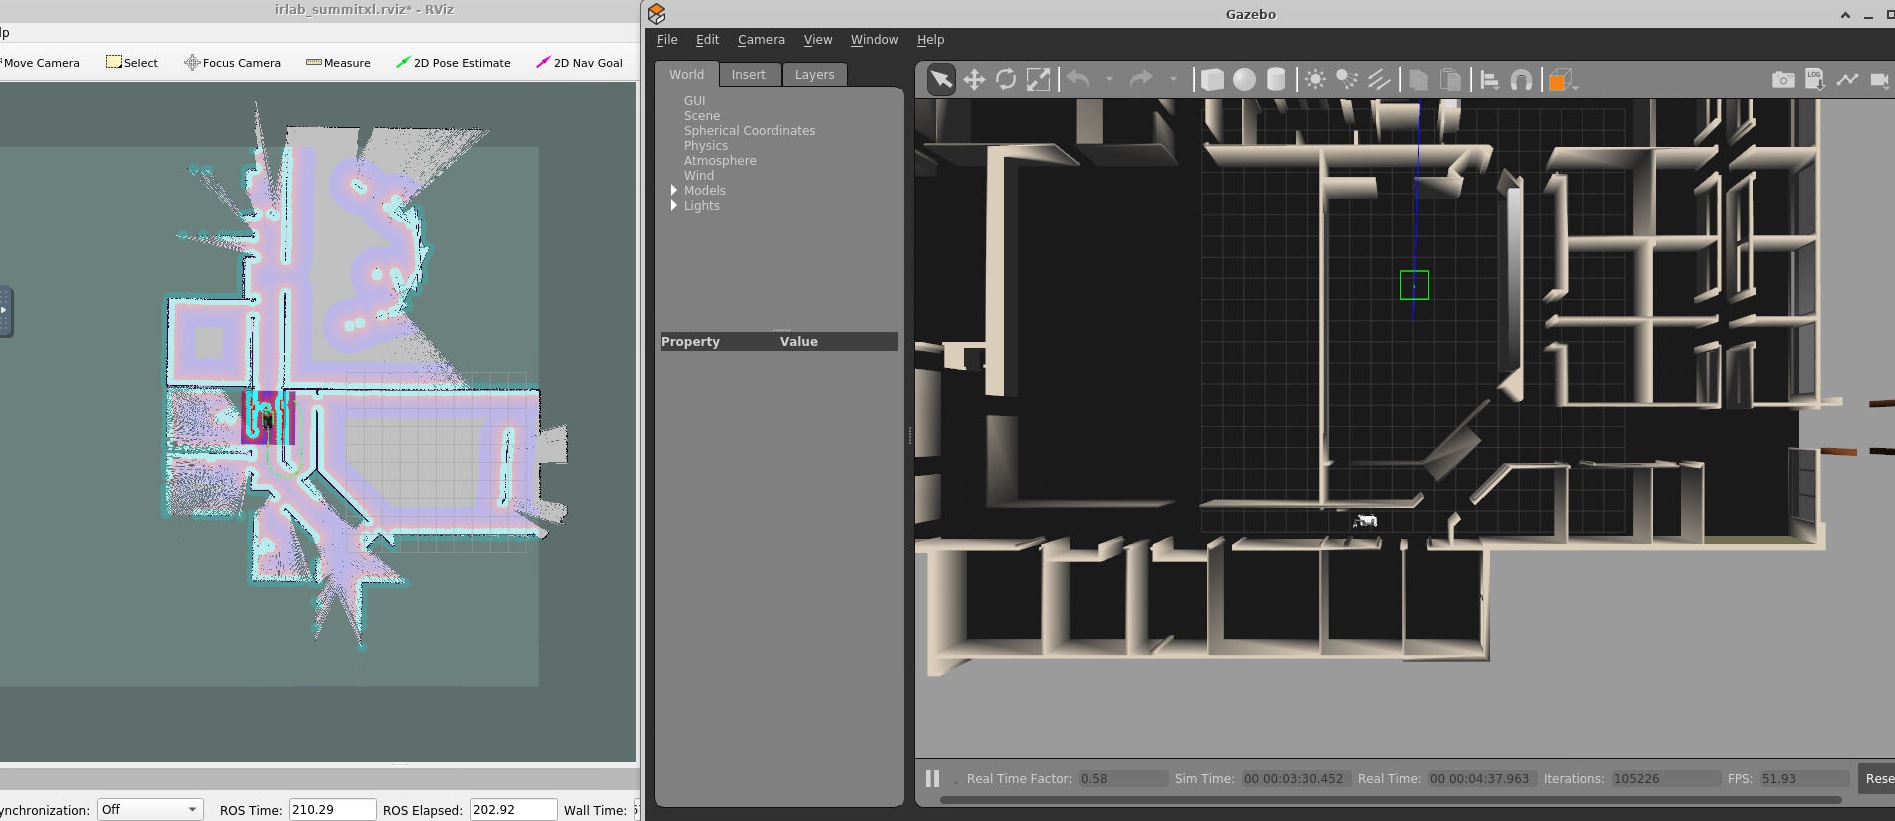 irlab_summitxl.rviz* - RViz
lp
Move Camera Select Focus Camera Measure 2D Pose Estimate 2D Nav Goal
ynchronization: Off ROS Time: 210.29 ROS Elapsed: 202.92 Wall Time:
Gazebo
File Edit Camera View Window Help
World Insert Layers
GUI
Scene
Spherical Coordinates
Physics
Atmosphere
Wind
Models
Lights
Property Value
LOG
Real Time Factor: 0.58 Sim Time: 00 00:03:30.452 Real Time: 00 00:04:37.963 Iterations: 105226 FPS: 51.93 Rese